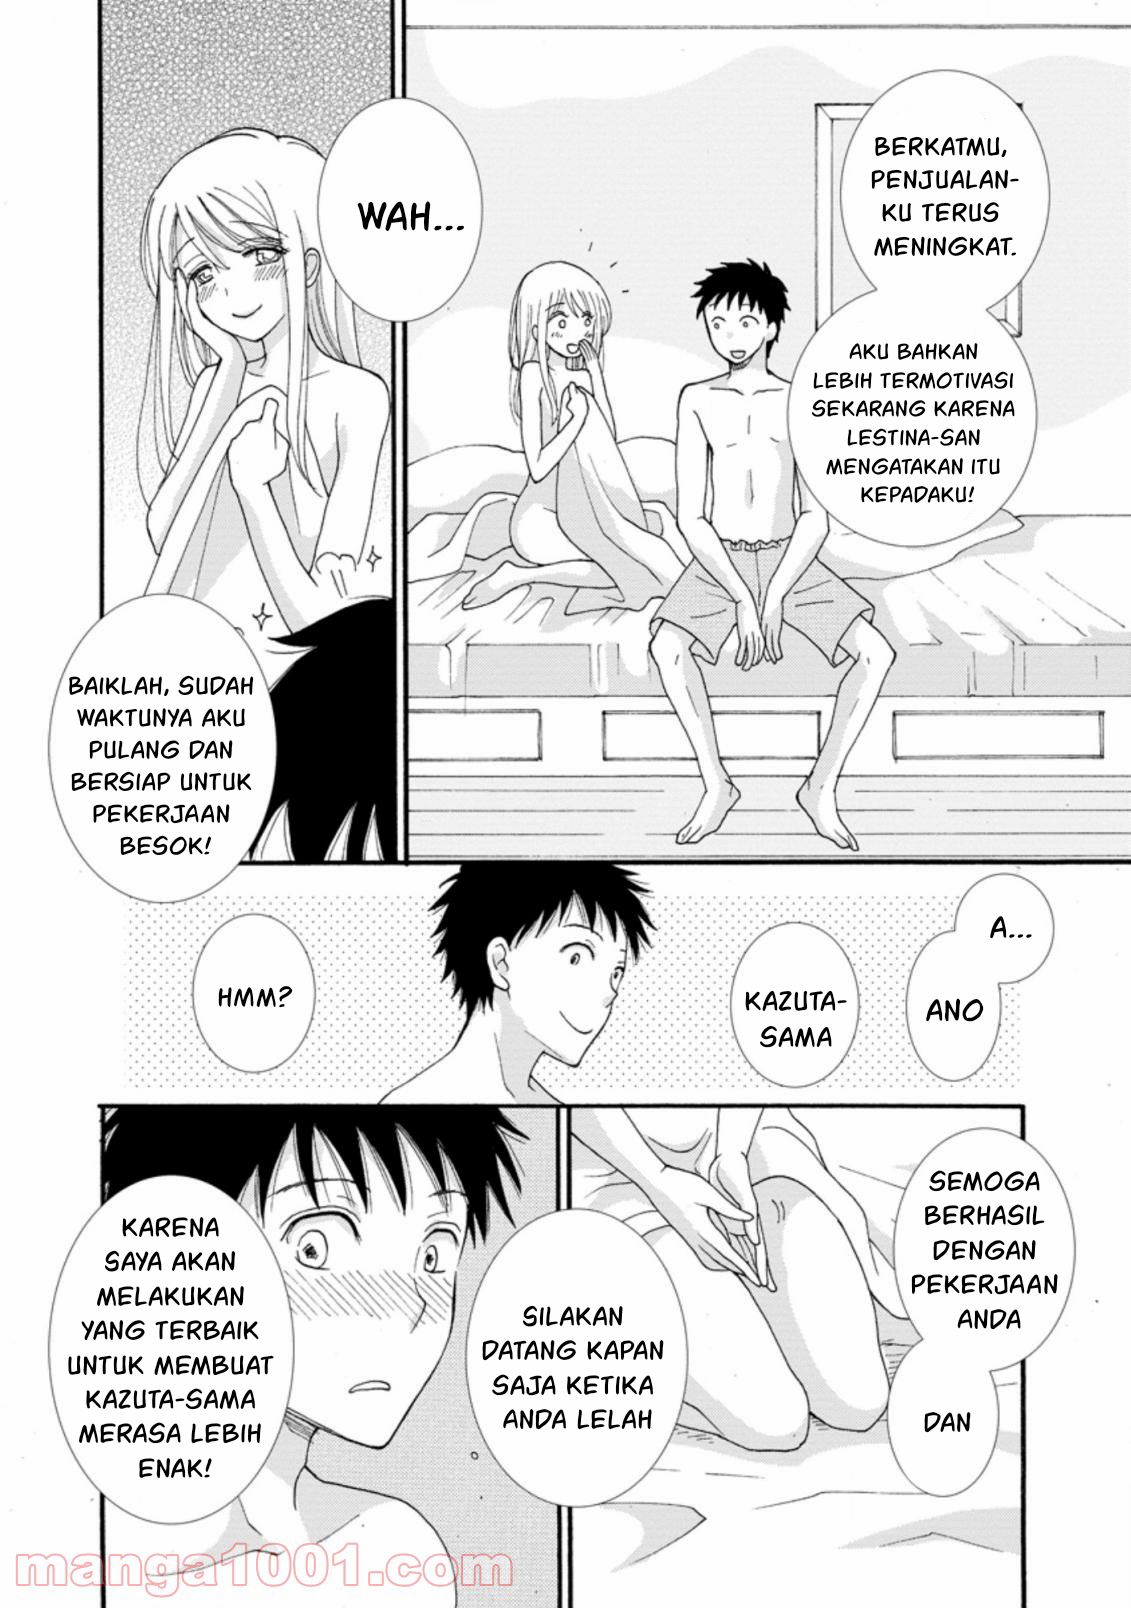 BERKATMU,
PENJUALAN-
KU TERUS
MENINGKAT.
AKU BAHKAN
LEBIH TERMOTIVASI
SEKARANG KARENA
LESTINA-SAN
MENGATAKAN ITU
KEPADAKU!
WAH...
BAIKLAH, SUDAH
WAKTUNYA AKU
PULANG DAN
BERSIAP UNTUK
PEKERJAAN
BESOK!
A...
ANO
KAZUTA-
SAMA
HMM?
SEMOGA
BERHASIL
DENGAN
PEKERJAAN
ANDA
DAN
SILAKAN
DATANG KAPAN
SAJA KETIKA
ANDA LELAH
KARENA
SAYA AKAN
MELAKUKAN
YANG TERBAIK
UNTUK MEMBUAT
KAZUTA-SAMA
MERASA LEBIH
ENAK!
manga1001.com